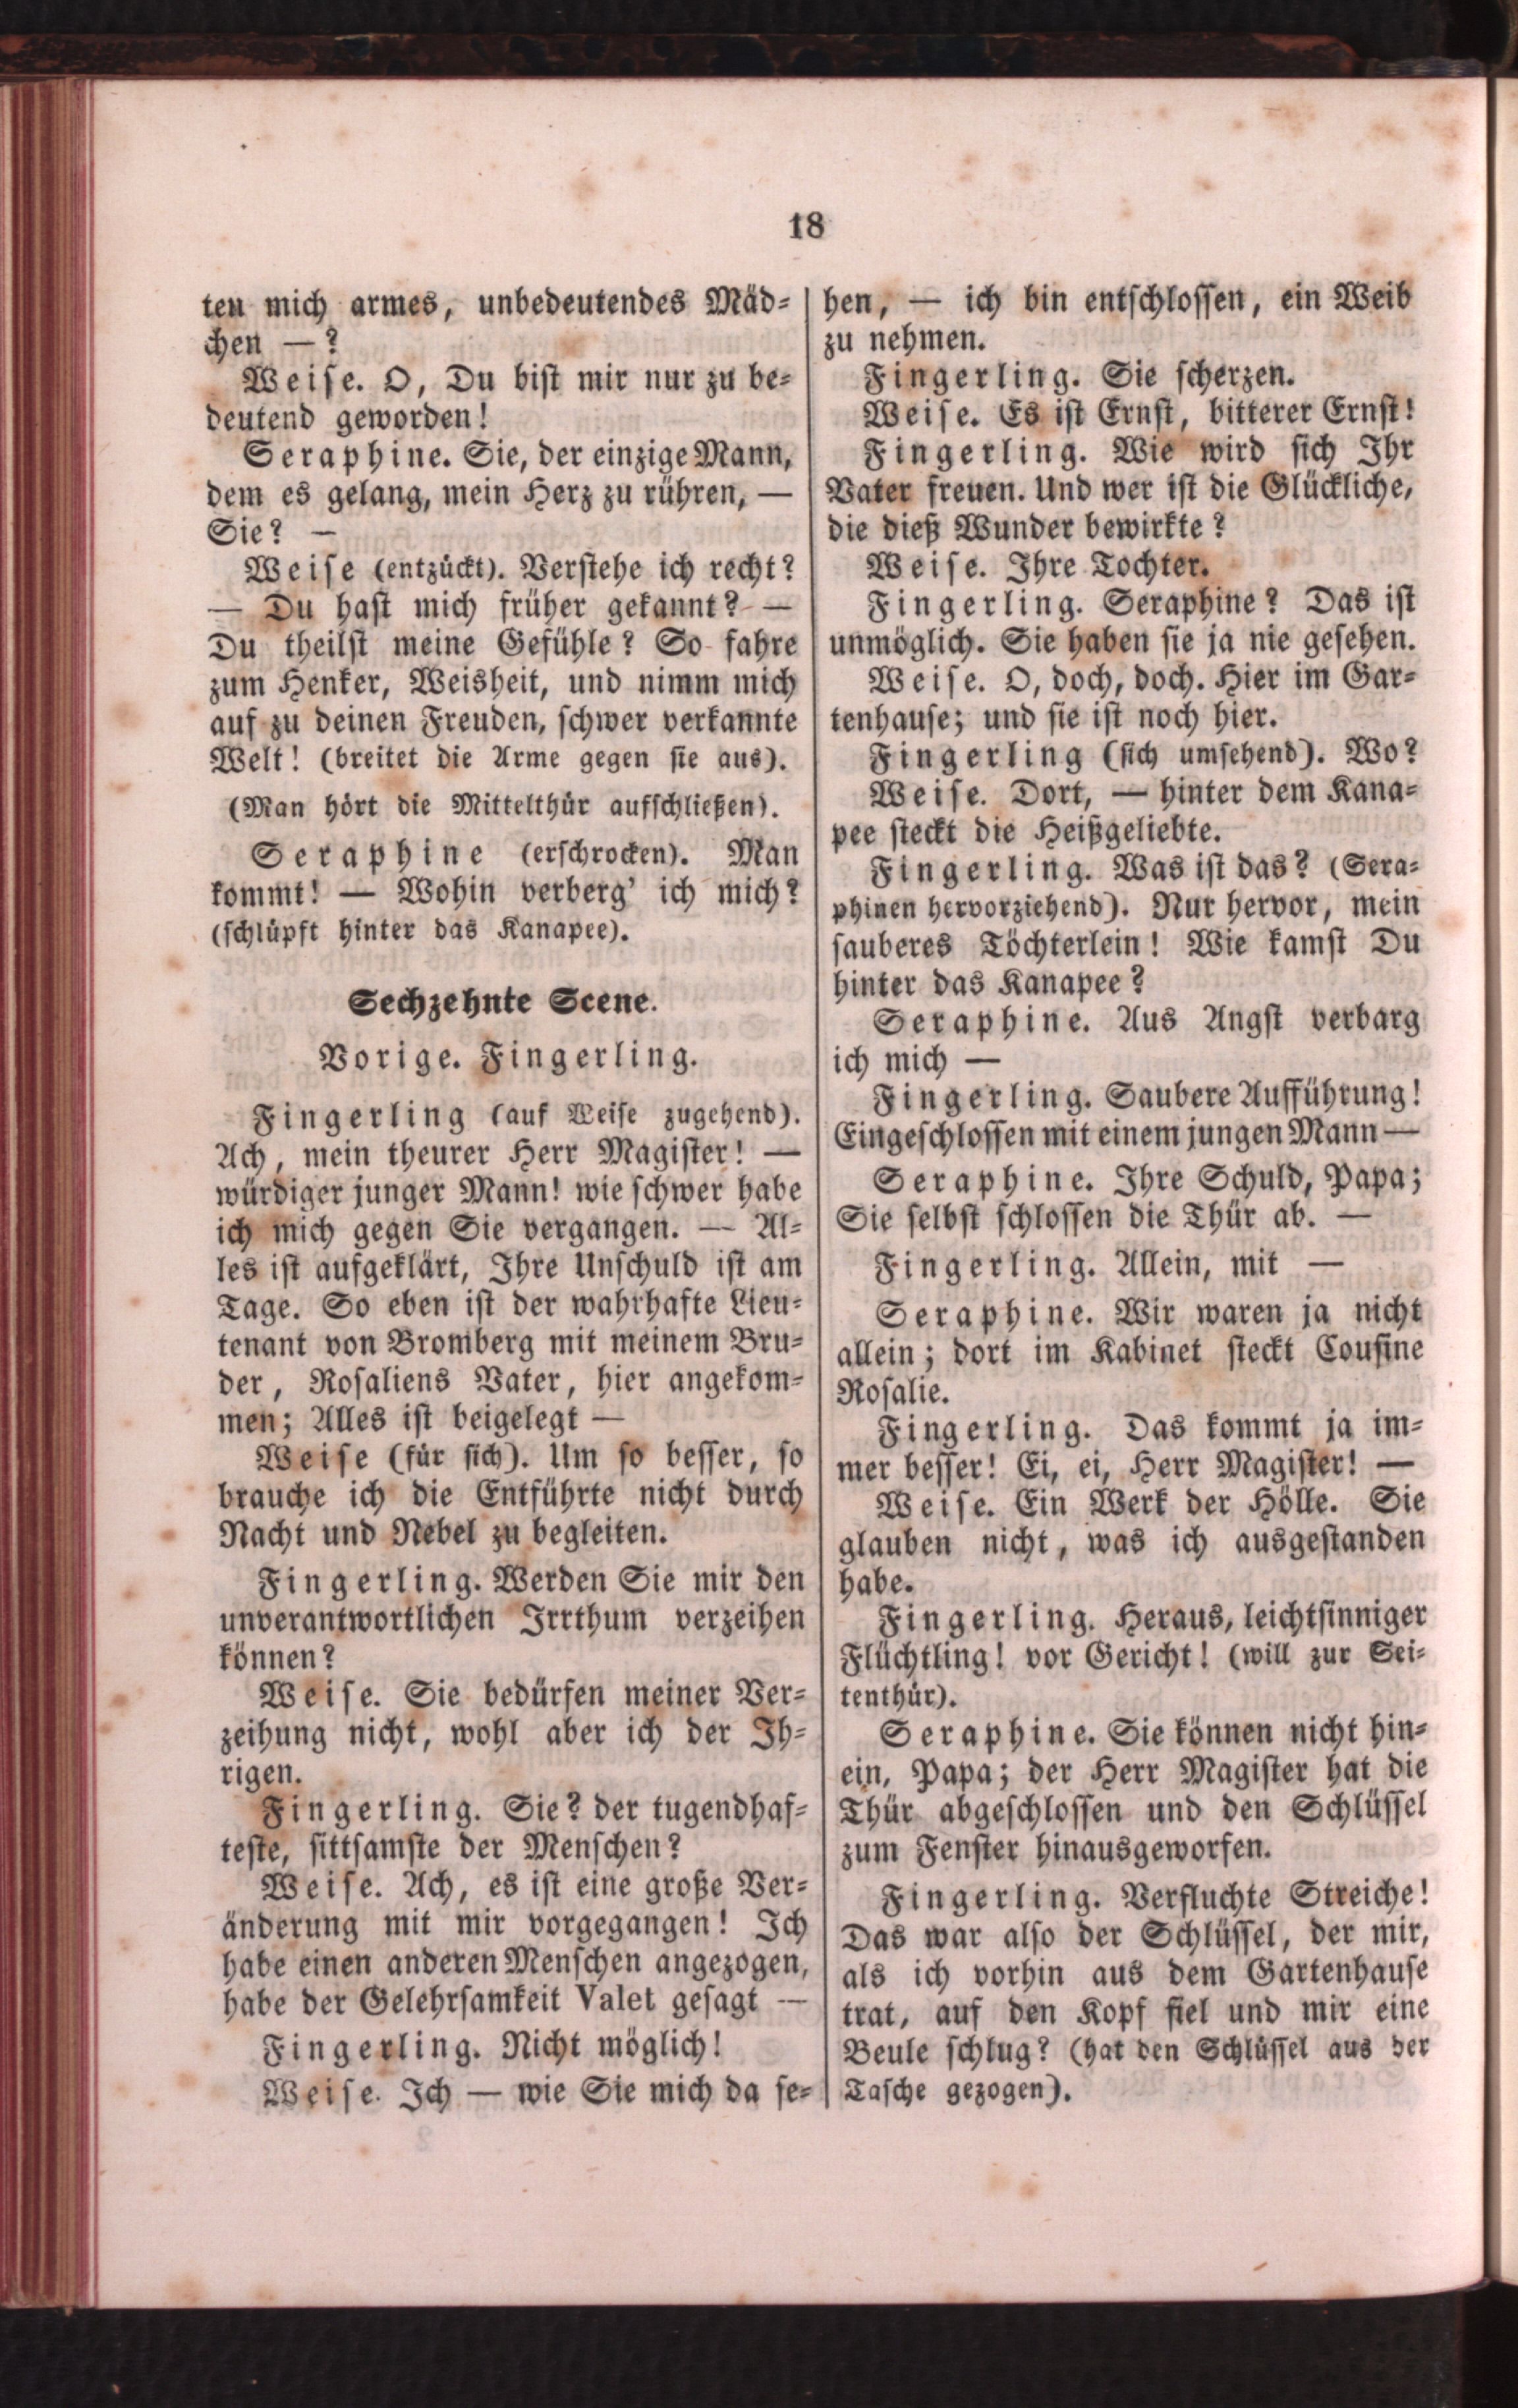 18
ten mich armes, unbedeutendes Mäd-
chen — ?
Weise. O, Du bist mir nur zu be-
deutend geworden!
Seraphine. Sie, der einzige Mann,
dem es gelang, mein Herz zu rühren, —
Sie? —
Weise (entzückt). Verstehe ich recht?
— Du hast mich früher gekannt? —
Du theilst meine Gefühle? So fahre
zum Henker, Weisheit, und nimm mich
auf zu deinen Freuden, schwer verkannte
Welt! (breitet die Arme gegen sie aus).
(Man hört die Mittelthür aufschließen).
Seraphine (erschrocken). Man
kommt! — Wohin verberg' ich mich?
(schlüpft hinter das Kanapee).
Sechzehnte Scene.
Vorige. Fingerling.
Fingerling (auf Weise zugehend).
Ach, mein theurer Herr Magister! —
würdiger junger Mann! wie schwer habe
ich mich gegen Sie vergangen. — Al-
les ist aufgeklärt, Ihre Unschuld ist am
Tage. So eben ist der wahrhafte Lieu-
tenant von Bromberg mit meinem Bru-
der, Rosaliens Vater, hier angekom-
men; Alles ist beigelegt —
Weise (für sich). Um so besser, so
brauche ich die Entführte nicht durch
Nacht und Nebel zu begleiten.
Fingerling. Werden Sie mir den
unverantwortlichen Irrthum verzeihen
können?
Weise. Sie bedürfen meiner Ver-
zeihung nicht, wohl aber ich der Ih-
rigen.
Fingerling. Sie? der tugendhaf-
teste, sittsamste der Menschen?
Weise. Ach, es ist eine große Ver-
änderung mit mir vorgegangen! Ich
habe einen anderen Menschen angezogen,
habe der Gelehrsamkeit Valet gesagt —
Fingerling. Nicht möglich!
Weise. Ich — wie Sie mich da se-
hen, — ich bin entschlossen, ein Weib
zu nehmen.
Fingerling. Sie scherzen.
Weise. Es ist Ernst, bitterer Ernst!
Fingerling. Wie wird sich Ihr
Vater freuen. Und wer ist die Glückliche,
die dieß Wunder bewirkte?
Weise. Ihre Tochter.
Fingerling. Seraphine? Das ist
unmöglich. Sie haben sie ja nie gesehen.
Weise. O, doch, doch. Hier im Gar-
tenhause; und sie ist noch hier.
Fingerling (sich umsehend). Wo?
Weise. Dort, — hinter dem Kana-
pee steckt die Heißgeliebte.
Fingerling. Was ist das? (Sera-
phinen hervorziehend). Nur hervor, mein
sauberes Töchterlein! Wie kamst Du
hinter das Kanapee?
Seraphine. Aus Angst verbarg
ich mich —
Fingerling. Saubere Aufführung!
Eingeschlossen mit einem jungen Mann —
Seraphine. Ihre Schuld, Papa;
Sie selbst schlossen die Thür ab. —
Fingerling. Allein, mit —
Seraphine. Wir waren ja nicht
allein; dort im Kabinet steckt Cousine
Rosalie.
Fingerling. Das kommt ja im-
mer besser! Ei, ei, Herr Magister! —
Weise. Ein Werk der Hölle. Sie
glauben nicht, was ich ausgestanden
habe.
Fingerling. Heraus, leichtsinniger
Flüchtling! vor Gericht! (will zur Sei-
tenthür).
Seraphine. Sie können nicht hin-
ein, Papa; der Herr Magister hat die
Thür abgeschlossen und den Schlüssel
zum Fenster hinausgeworfen.
Fingerling. Verfluchte Streiche!
Das war also der Schlüssel, der mir,
als ich vorhin aus dem Gartenhause
trat, auf den Kopf fiel und mir eine
Beule schlug? (hat den Schlüssel aus der
Tasche gezogen).